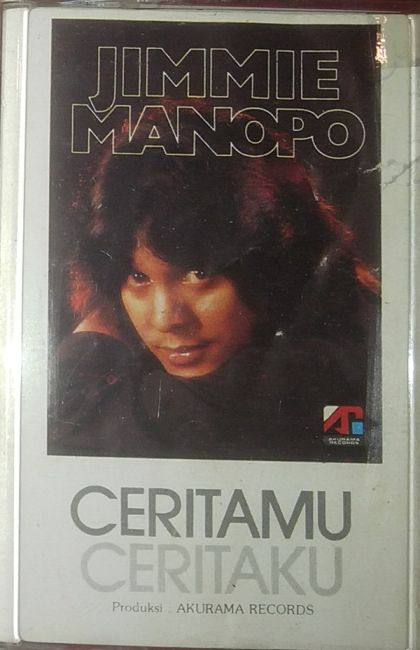 JIMMIE
MANOPO
AKURAMA
RECORDS
CERITAMU
CERITAKU
Produksi : AKURAMA RECORDS